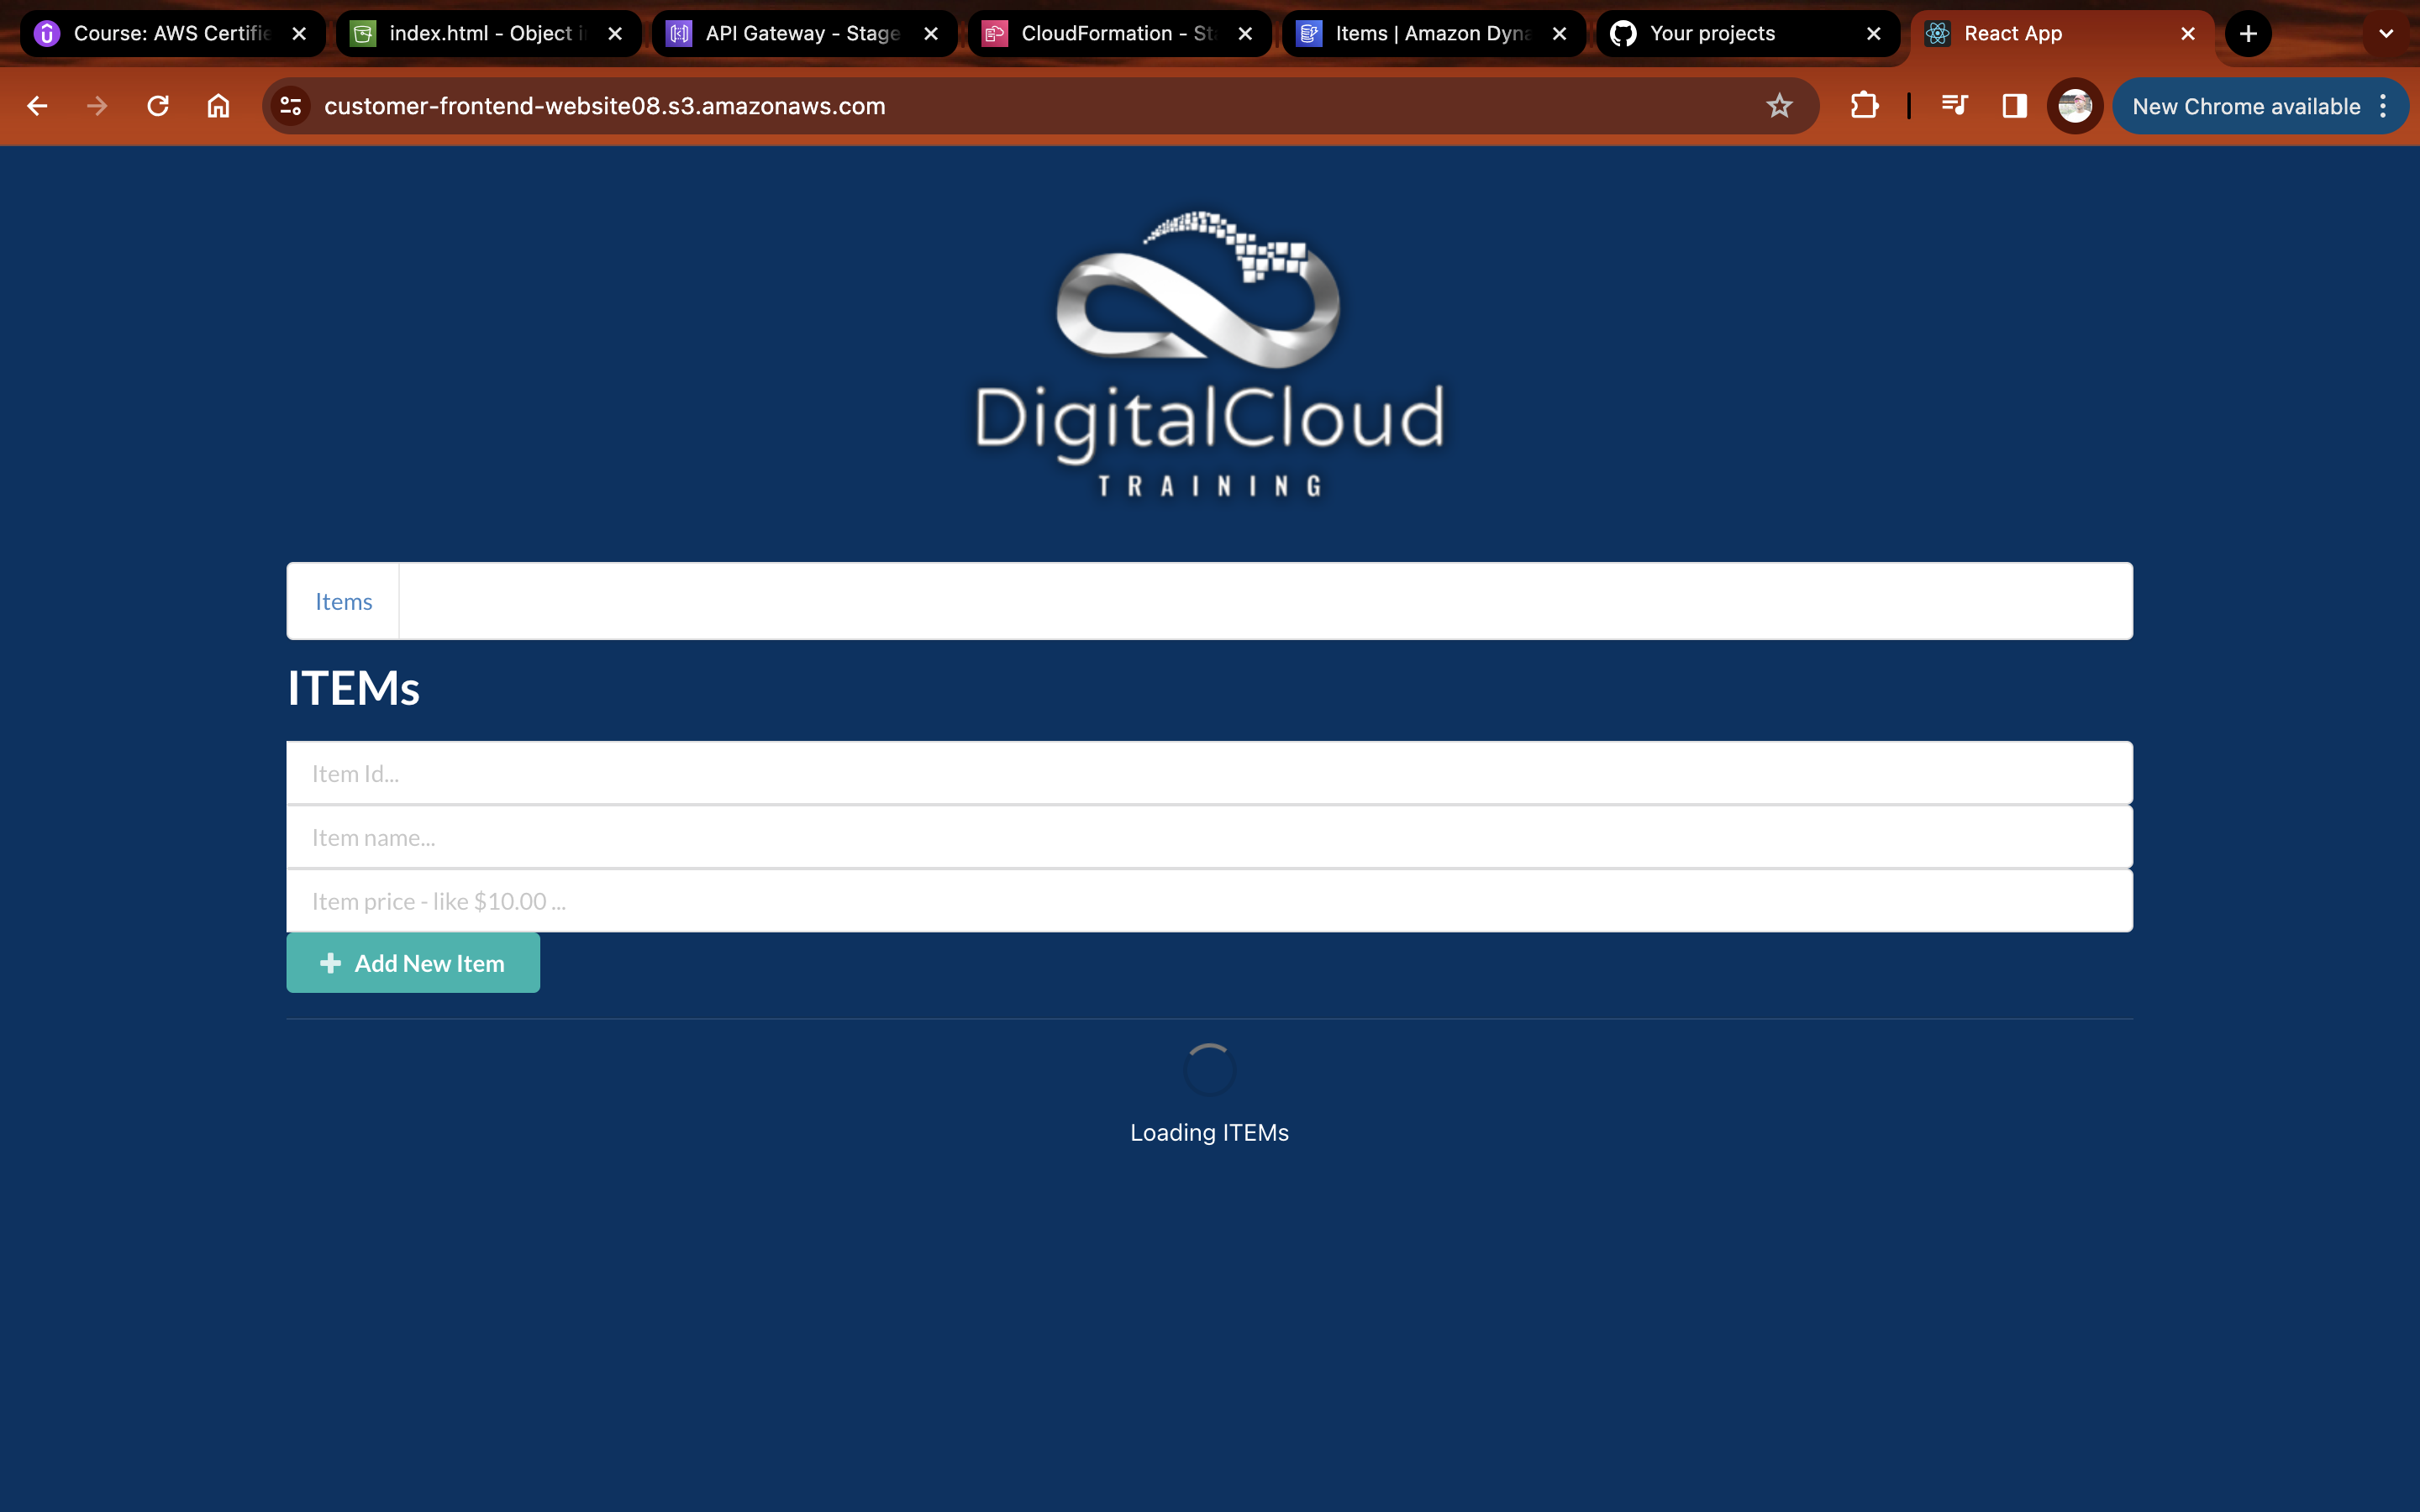 Course: AWS Certifie
index.html - Object i
API Gateway - Stage
CloudFormation - St
Items | Amazon Dyna
Your projects
React App
customer-frontend-website08.s3.amazonaws.com
New Chrome available
DigitalCloud
TRAINING
Items
ITEMs
Item Id...
Item name...
Item price - like $10.00 ...
Add New Item
Loading ITEMs